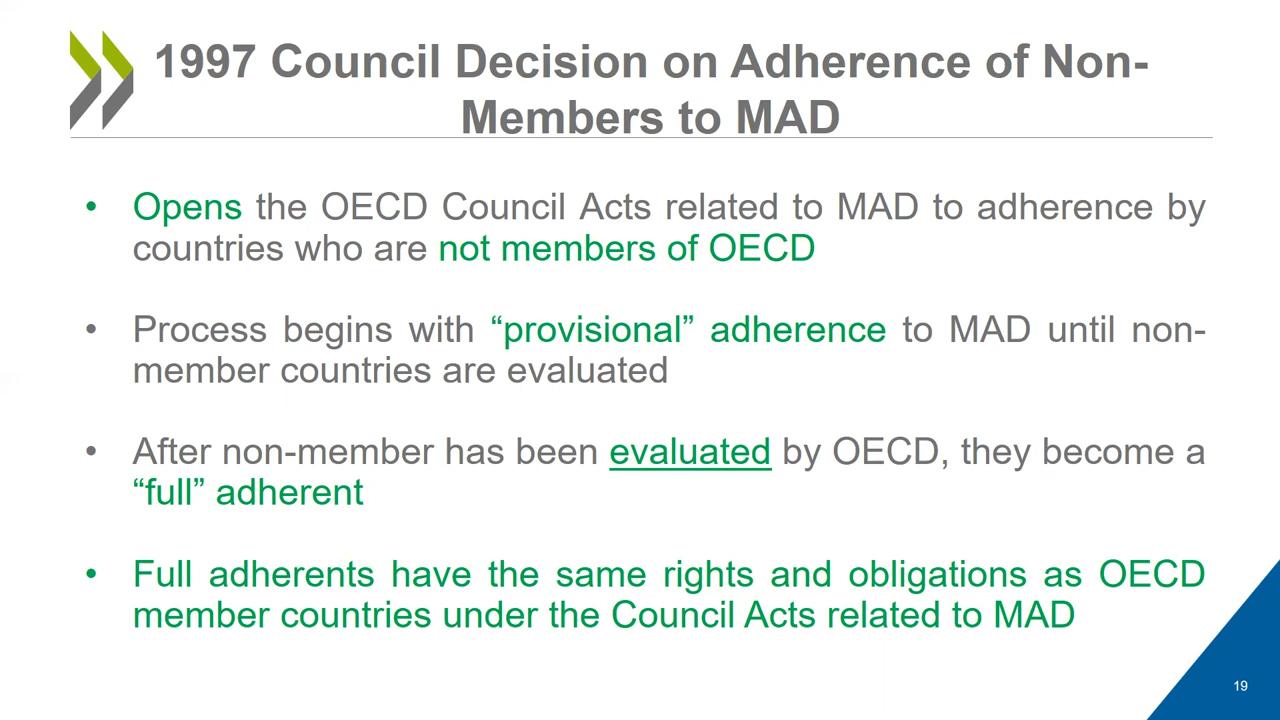 1997 Council Decision on Adherence of Non-
Members to MAD
• Opens the OECD Council Acts related to MAD to adherence by
countries who are not members of OECD
• Process begins with “provisional” adherence to MAD until non-
member countries are evaluated
• After non-member has been evaluated by OECD, they become a
“full” adherent
• Full adherents have the same rights and obligations as OECD
member countries under the Council Acts related to MAD
19